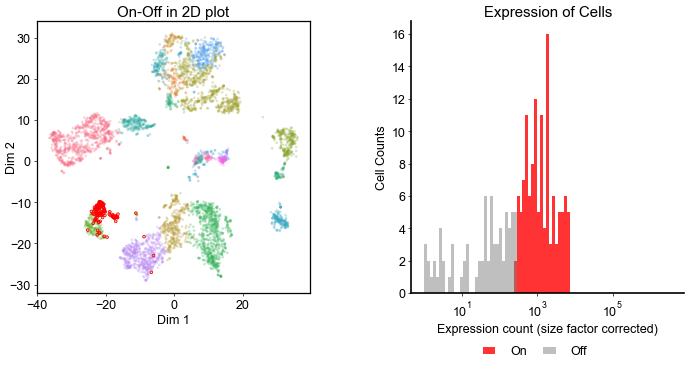 On-Off in 2D plot
Dim 2
30
20
10
0
−10
−20
−30
−40
−20
0
20
Dim 1
Expression of Cells
Cell Counts
16
14
12
10
8
6
4
2
0
10^1
10^3
10^5
Expression count (size factor corrected)
On
Off